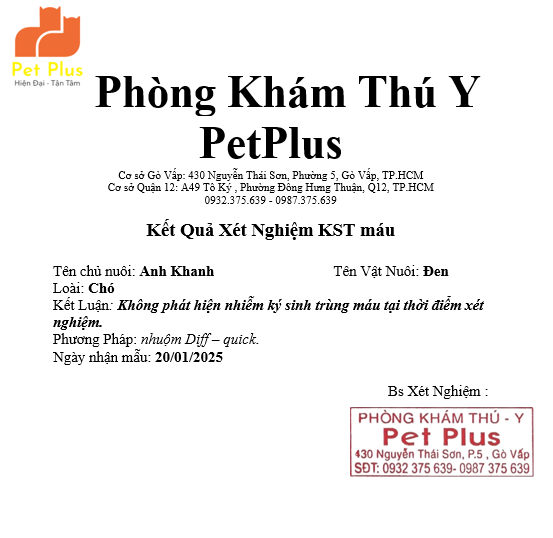 Pet Plus
Hiện Đại - Tận Tâm
Phòng Khám Thú Y
PetPlus
Cơ sở Gò Vấp: 430 Nguyễn Thái Sơn, Phường 5, Gò Vấp, TP.HCM
Cơ sở Quận 12: A49 Tô Ký , Phường Đông Hưng Thuận, Q12, TP.HCM
0932.375.639 - 0987.375.639
Kết Quả Xét Nghiệm KST máu
Tên chủ nuôi: Anh Khanh Tên Vật Nuôi: Đen
Loài: Chó
Kết Luận: Không phát hiện nhiễm ký sinh trùng máu tại thời điểm xét
nghiệm.
Phương Pháp: nhuộm Diff – quick.
Ngày nhận mẫu: 20/01/2025
Bs Xét Nghiệm :
PHÒNG KHÁM THÚ - Y
Pet Plus
430 Nguyễn Thái Sơn, P.5 , Gò Vấp
SĐT: 0932 375 639- 0987 375 639